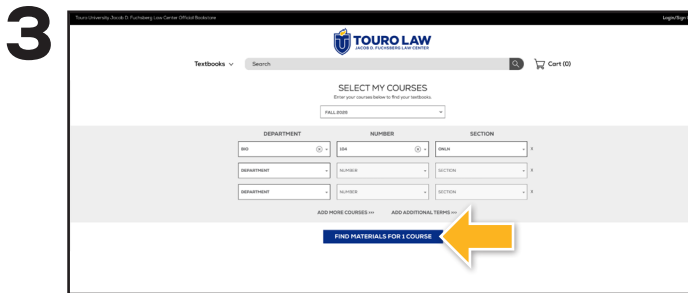 3
Touro University Jacob D. Fuchsberg Law Center Official Bookstore
Login/Sign
TOURO LAW
JACOB D. FUCHSBERG LAW CENTER
Textbooks
Search
Cart (0)
SELECT MY COURSES
Enter your courses below to find your textbooks.
FALL 2020
DEPARTMENT NUMBER SECTION
BIO 104 ONLN X
DEPARTMENT NUMBER SECTION X
DEPARTMENT NUMBER SECTION X
ADD MORE COURSES >>> ADD ADDITIONAL TERMS >>>
FIND MATERIALS FOR 1 COURSE